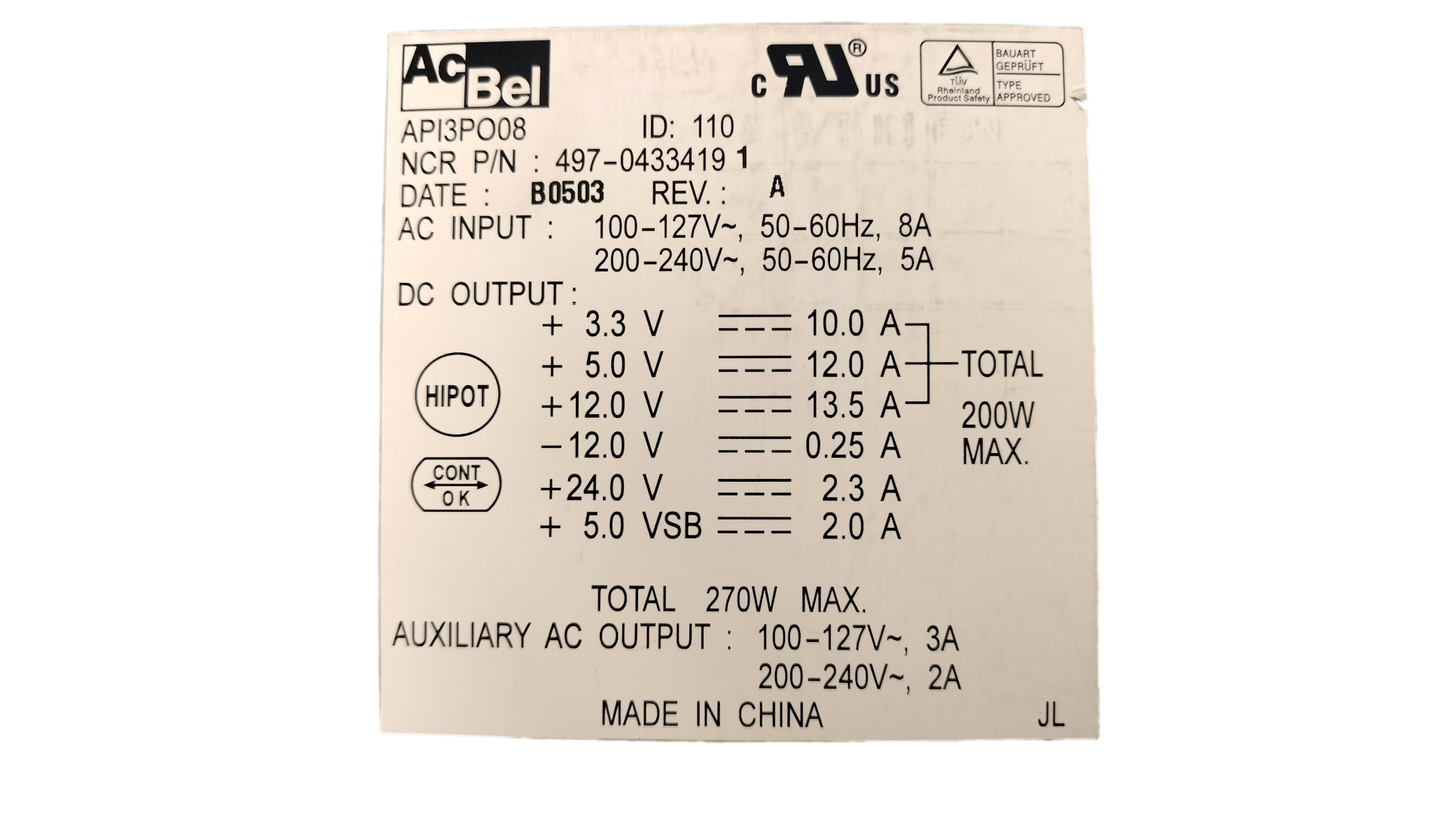 AcBel
c RU ® US
TÜV
Rheinland
Product Safety
BAUART
GEPRÜFT
TYPE
APPROVED
API3PO08 ID: 110
NCR P/N : 497-0433419 1
DATE : B0503 REV. : A
AC INPUT : 100-127V~, 50-60Hz, 8A
200-240V~, 50-60Hz, 5A
DC OUTPUT :
+ 3.3 V 10.0 A
+ 5.0 V 12.0 A TOTAL
HIPOT
+12.0 V 13.5 A 200W
-12.0 V 0.25 A MAX.
CONT
OK
+24.0 V 2.3 A
+ 5.0 VSB 2.0 A
TOTAL 270W MAX.
AUXILIARY AC OUTPUT : 100-127V~, 3A
200-240V~, 2A
MADE IN CHINA JL